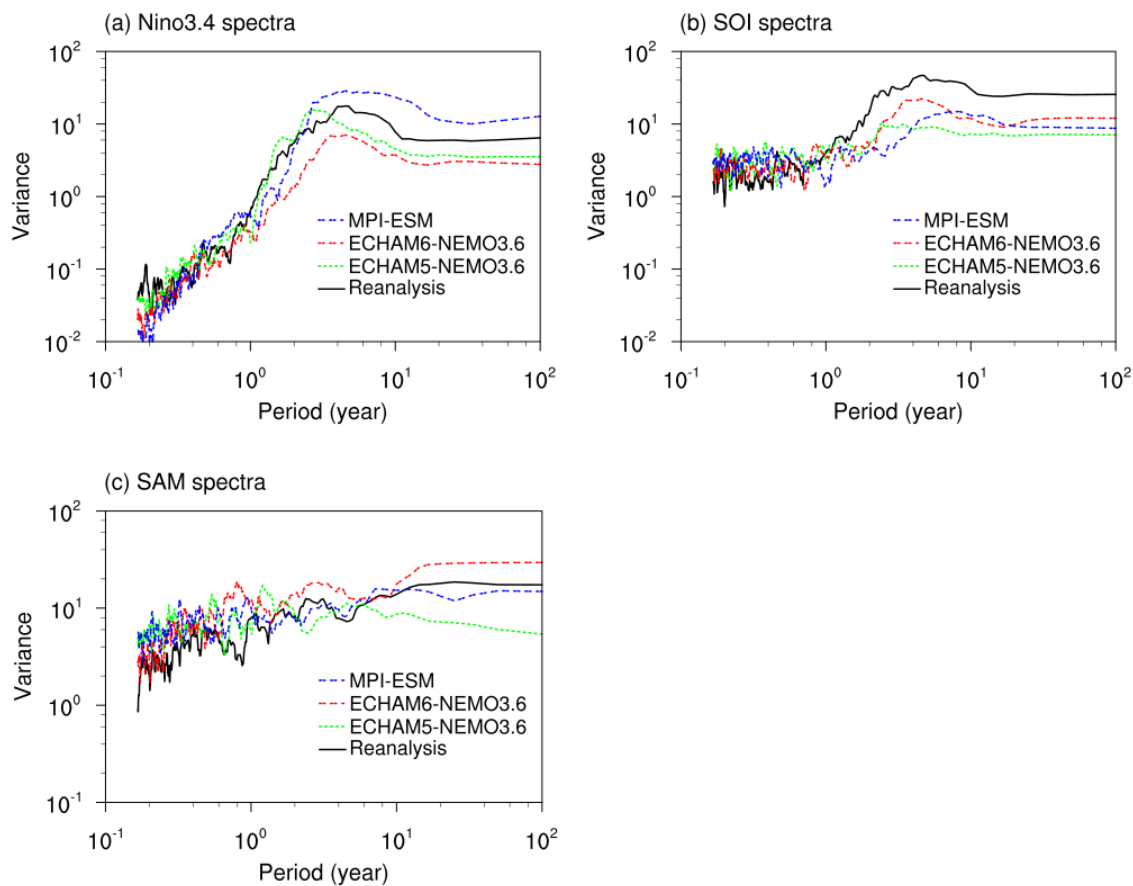 (a) Nino3.4 spectra
10^2
10^1
10^0
10^-1
10^-2
Variance
MPI-ESM
ECHAM6-NEMO3.6
ECHAM5-NEMO3.6
Reanalysis
10^-1 10^0 10^1 10^2
Period (year)
(b) SOI spectra
10^2
10^1
10^0
10^-1
10^-2
Variance
MPI-ESM
ECHAM6-NEMO3.6
ECHAM5-NEMO3.6
Reanalysis
10^-1 10^0 10^1 10^2
Period (year)
(c) SAM spectra
10^2
10^1
10^0
10^-1
Variance
MPI-ESM
ECHAM6-NEMO3.6
ECHAM5-NEMO3.6
Reanalysis
10^-1 10^0 10^1 10^2
Period (year)